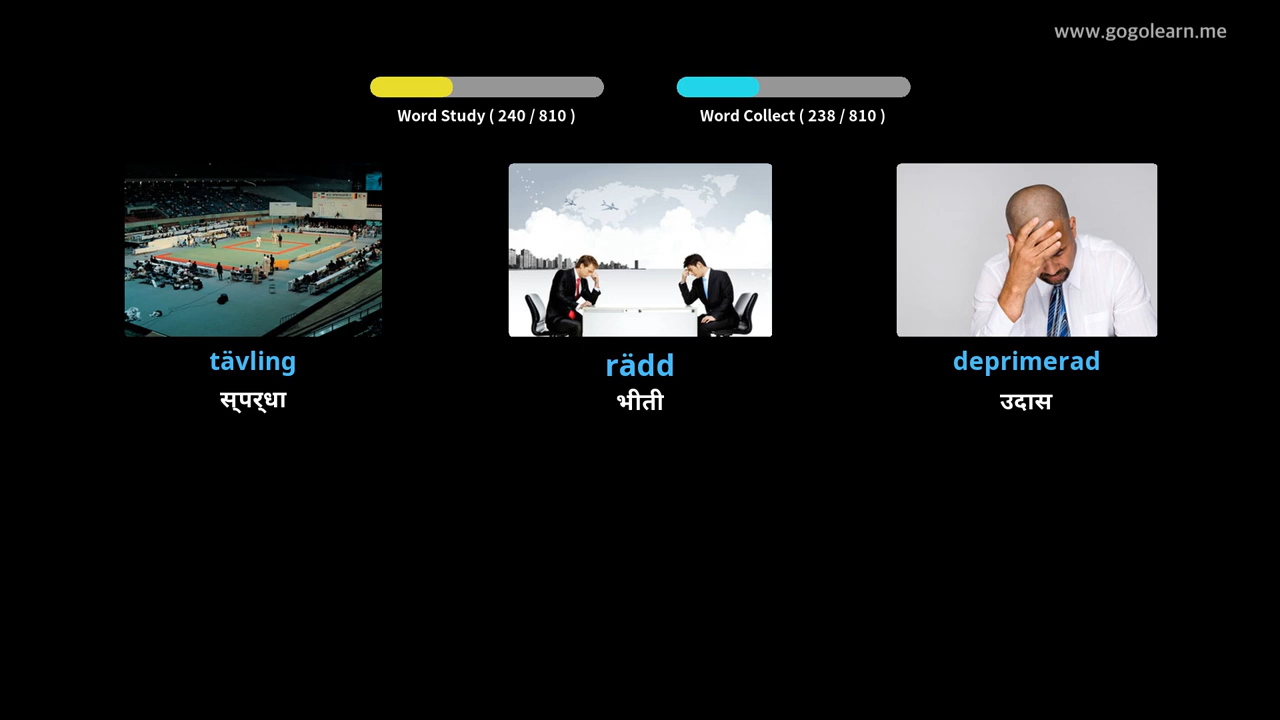 www.gogolearn.me
Word Study ( 240 / 810 )
Word Collect ( 238 / 810 )
tävling
rädd
deprimerad
स्पर्धा
भीती
उदास